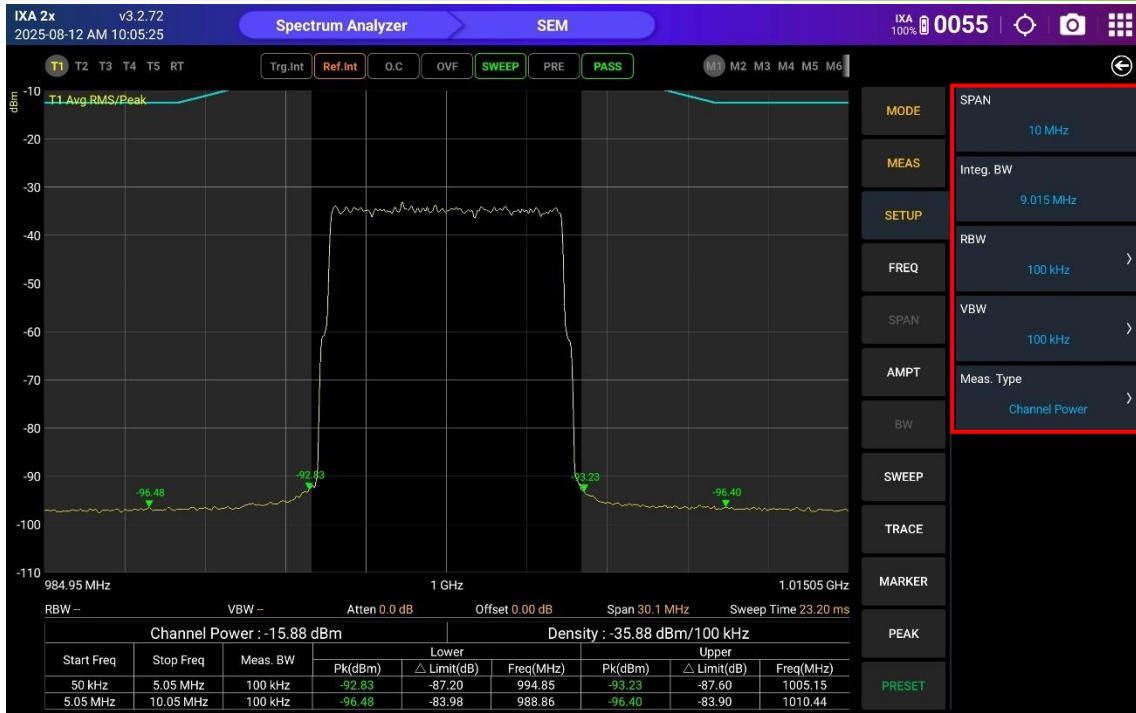 IXA 2x v3.2.72
2025-08-12 AM 10:05:25
Spectrum Analyzer SEM
IXA 100% 0055
T1 T2 T3 T4 T5 RT Trg.Int Ref.Int O.C OVF SWEEP PRE PASS M1 M2 M3 M4 M5 M6
dBm
T1 Avg RMS/Peak
-10
-20
-30
-40
-50
-60
-70
-80
-90
-100
-110
-96.48 -92.83 -93.23 -96.40
984.95 MHz 1 GHz 1.01505 GHz
RBW -- VBW -- Atten 0.0 dB Offset 0.00 dB Span 30.1 MHz Sweep Time 23.20 ms
Channel Power : -15.88 dBm Density : -35.88 dBm/100 kHz
Start Freq Stop Freq Meas. BW Lower Upper
Pk(dBm) △ Limit(dB) Freq(MHz) Pk(dBm) △ Limit(dB) Freq(MHz)
50 kHz 5.05 MHz 100 kHz -92.83 -87.20 994.85 -93.23 -87.60 1005.15
5.05 MHz 10.05 MHz 100 kHz -96.48 -83.98 988.86 -96.40 -83.90 1010.44
MODE
MEAS
SETUP
FREQ
SPAN
AMPT
BW
SWEEP
TRACE
MARKER
PEAK
PRESET
SPAN
10 MHz
Integ. BW
9.015 MHz
RBW
100 kHz
VBW
100 kHz
Meas. Type
Channel Power